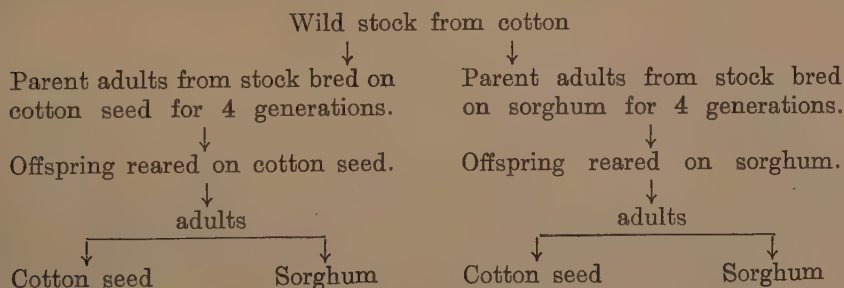 Wild stock from cotton
Parent adults from stock bred on
cotton seed for 4 generations.
Parent adults from stock bred
on sorghum for 4 generations.
Offspring reared on cotton seed.
Offspring reared on sorghum.
adults
adults
Cotton seed
Sorghum
Cotton seed
Sorghum